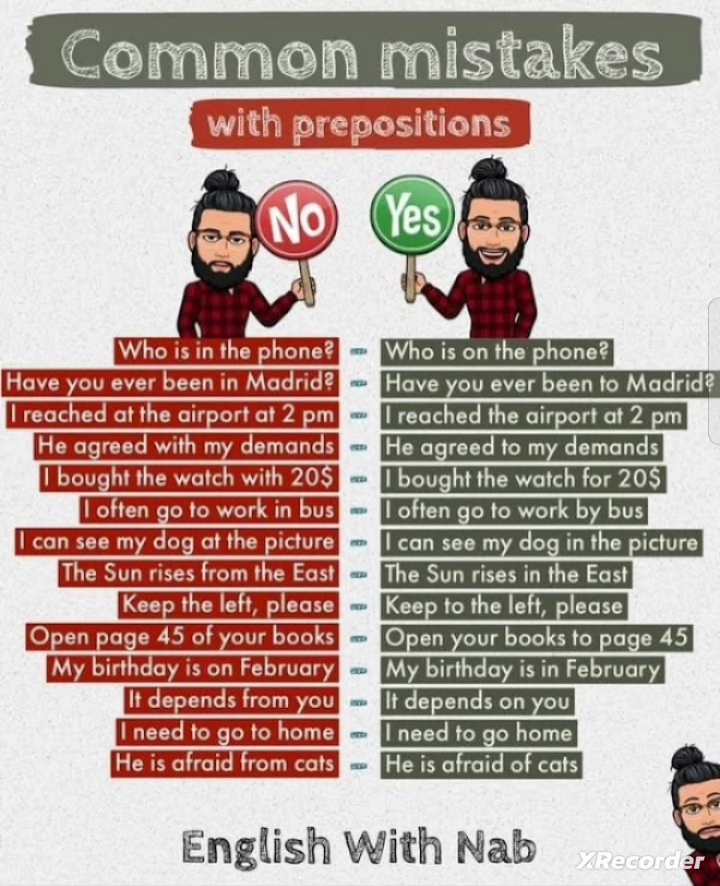 Common mistakes
with prepositions
No Yes
Who is in the phone? - Who is on the phone?
Have you ever been in Madrid? - Have you ever been to Madrid?
I reached at the airport at 2 pm - I reached the airport at 2 pm
He agreed with my demands - He agreed to my demands
I bought the watch with 20$ - I bought the watch for 20$
I often go to work in bus - I often go to work by bus
I can see my dog at the picture - I can see my dog in the picture
The Sun rises from the East - The Sun rises in the East
Keep the left, please - Keep to the left, please
Open page 45 of your books - Open your books to page 45
My birthday is on February - My birthday is in February
It depends from you - It depends on you
I need to go to home - I need to go home
He is afraid from cats - He is afraid of cats
English With Nab
XRecorder